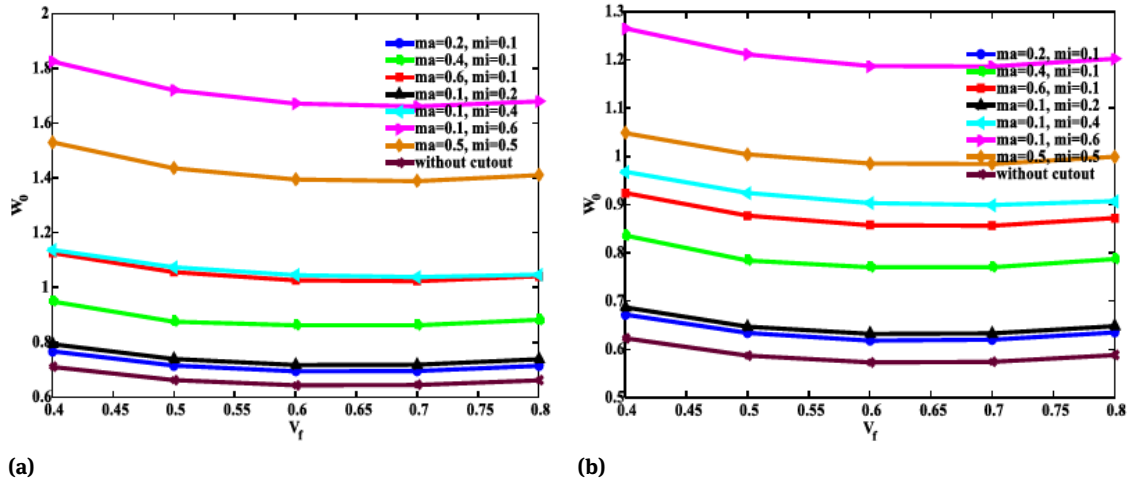 2
1.8
1.6
1.4
1.2
1
0.8
0.6
W0
0.4 0.45 0.5 0.55 0.6 0.65 0.7 0.75 0.8
Vf
ma=0.2, mi=0.1
ma=0.4, mi=0.1
ma=0.6, mi=0.1
ma=0.1, mi=0.2
ma=0.1, mi=0.4
ma=0.1, mi=0.6
ma=0.5, mi=0.5
without cutout
(a)
1.3
1.2
1.1
1
0.9
0.8
0.7
0.6
0.5
W0
0.4 0.45 0.5 0.55 0.6 0.65 0.7 0.75 0.8
Vf
ma=0.2, mi=0.1
ma=0.4, mi=0.1
ma=0.6, mi=0.1
ma=0.1, mi=0.2
ma=0.1, mi=0.4
ma=0.1, mi=0.6
ma=0.5, mi=0.5
without cutout
(b)